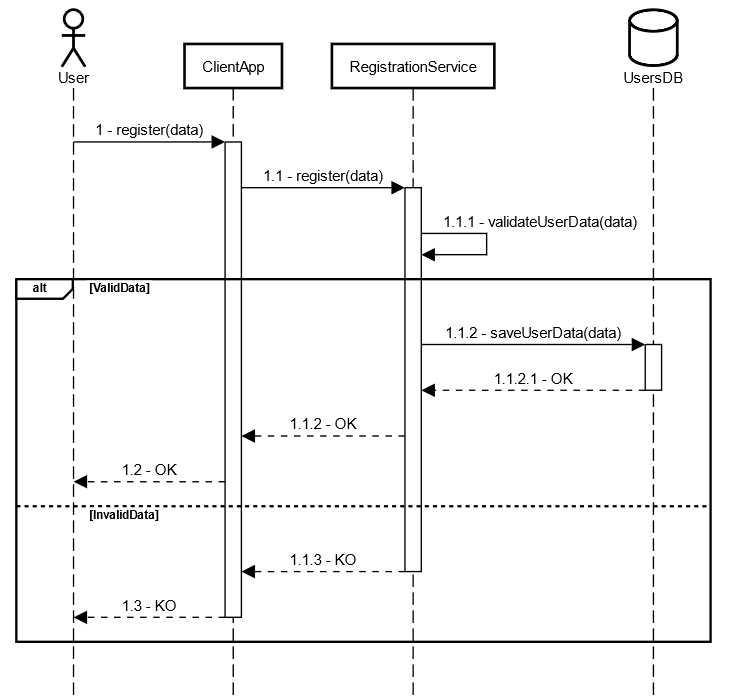 User
ClientApp
RegistrationService
UsersDB
1 - register(data)
1.1 - register(data)
1.1.1 - validateUserData(data)
alt
[ValidData]
1.1.2 - saveUserData(data)
1.1.2.1 - OK
1.1.2 - OK
1.2 - OK
[InvalidData]
1.1.3 - KO
1.3 - KO